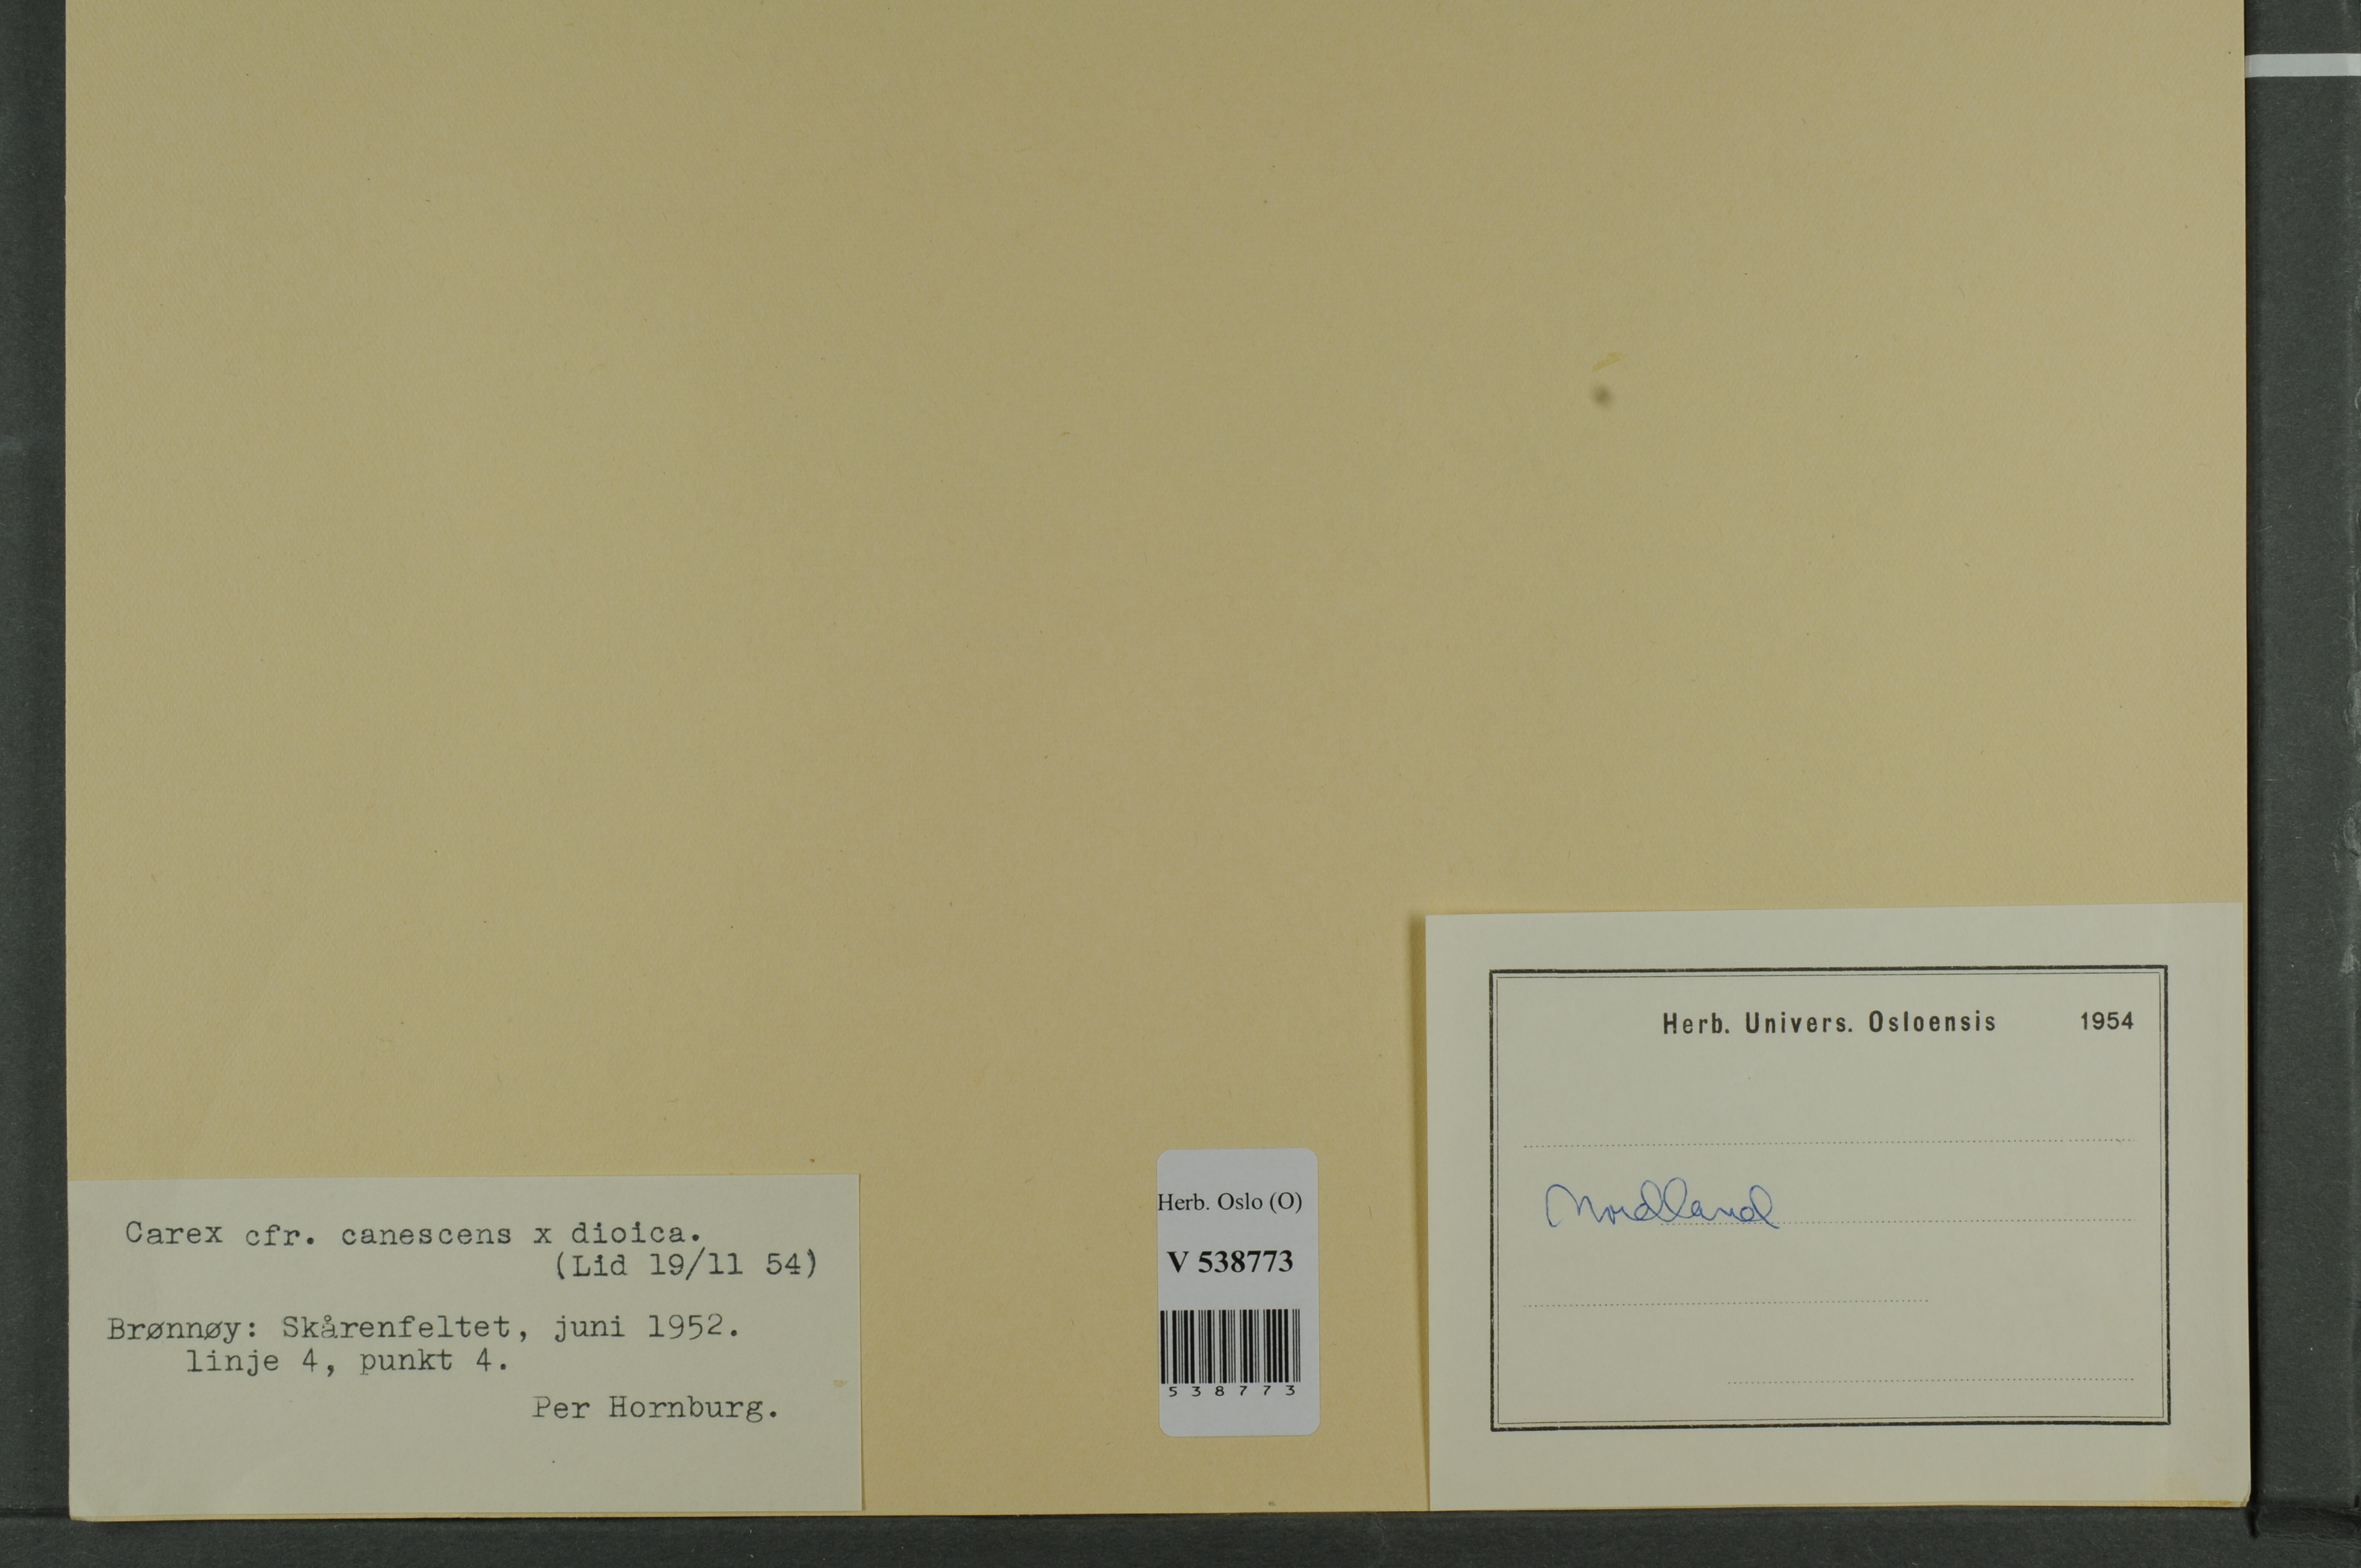 Carex cfr. canescens x dioica.
(Lid 19/11 54)
Brønnøy: Skårenfeltet, juni 1952.
linje 4, punkt 4.
Per Hornburg.
Herb. Oslo (O)
V 538773
538773
Herb. Univers. Osloensis 1954
Nordland